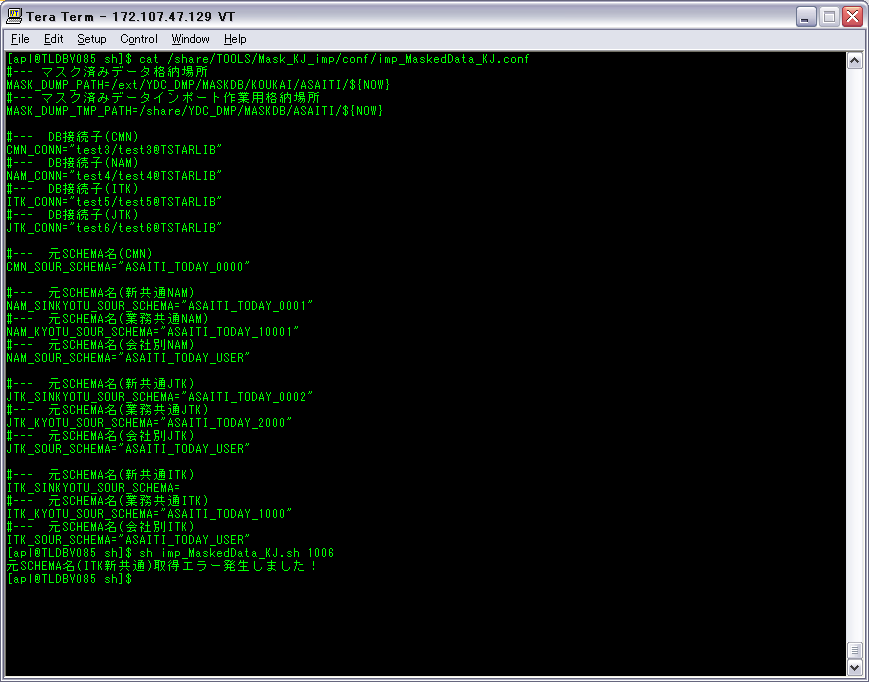 Tera Term - 172.107.47.129 VT
File Edit Setup Control Window Help
[apl@TLDBY085 sh]$ cat /share/TOOLS/Mask_KJ_imp/conf/imp_MaskedData_KJ.conf
#--- マスク済みデータ格納場所
MASK_DUMP_PATH=/ext/YDC_DMP/MASKDB/KOUKAI/ASAITI/${NOW}
#--- マスク済みデータインポート作業用格納場所
MASK_DUMP_TMP_PATH=/share/YDC_DMP/MASKDB/ASAITI/${NOW}
#---  DB接続子(CMN)
CMN_CONN="test3/test3@TSTARLIB"
#---  DB接続子(NAM)
NAM_CONN="test4/test4@TSTARLIB"
#---  DB接続子(ITK)
ITK_CONN="test5/test5@TSTARLIB"
#---  DB接続子(JTK)
JTK_CONN="test6/test6@TSTARLIB"
#---  元SCHEMA名(CMN)
CMN_SOUR_SCHEMA="ASAITI_TODAY_0000"
#---  元SCHEMA名(新共通NAM)
NAM_SINKYOTU_SOUR_SCHEMA="ASAITI_TODAY_0001"
#---  元SCHEMA名(業務共通NAM)
NAM_KYOTU_SOUR_SCHEMA="ASAITI_TODAY_10001"
#---  元SCHEMA名(会社別NAM)
NAM_SOUR_SCHEMA="ASAITI_TODAY_USER"
#---  元SCHEMA名(新共通JTK)
JTK_SINKYOTU_SOUR_SCHEMA="ASAITI_TODAY_0002"
#---  元SCHEMA名(業務共通JTK)
JTK_KYOTU_SOUR_SCHEMA="ASAITI_TODAY_2000"
#---  元SCHEMA名(会社別JTK)
JTK_SOUR_SCHEMA="ASAITI_TODAY_USER"
#---  元SCHEMA名(新共通ITK)
ITK_SINKYOTU_SOUR_SCHEMA=
#---  元SCHEMA名(業務共通ITK)
ITK_KYOTU_SOUR_SCHEMA="ASAITI_TODAY_1000"
#---  元SCHEMA名(会社別ITK)
ITK_SOUR_SCHEMA="ASAITI_TODAY_USER"
[apl@TLDBY085 sh]$ sh imp_MaskedData_KJ.sh 1006
元SCHEMA名(ITK新共通)取得エラー発生しました！
[apl@TLDBY085 sh]$